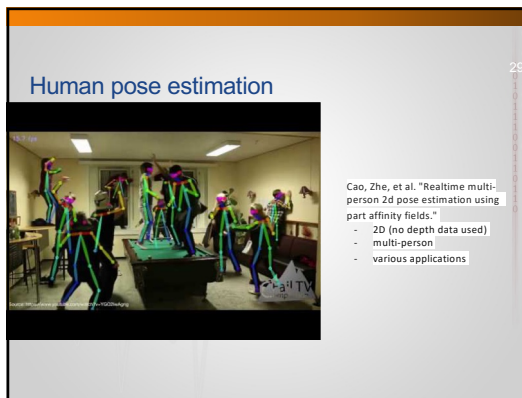 29
Human pose estimation
Cao, Zhe, et al. "Realtime multi-
person 2d pose estimation using
part affinity fields."
- 2D (no depth data used)
- multi-person
- various applications